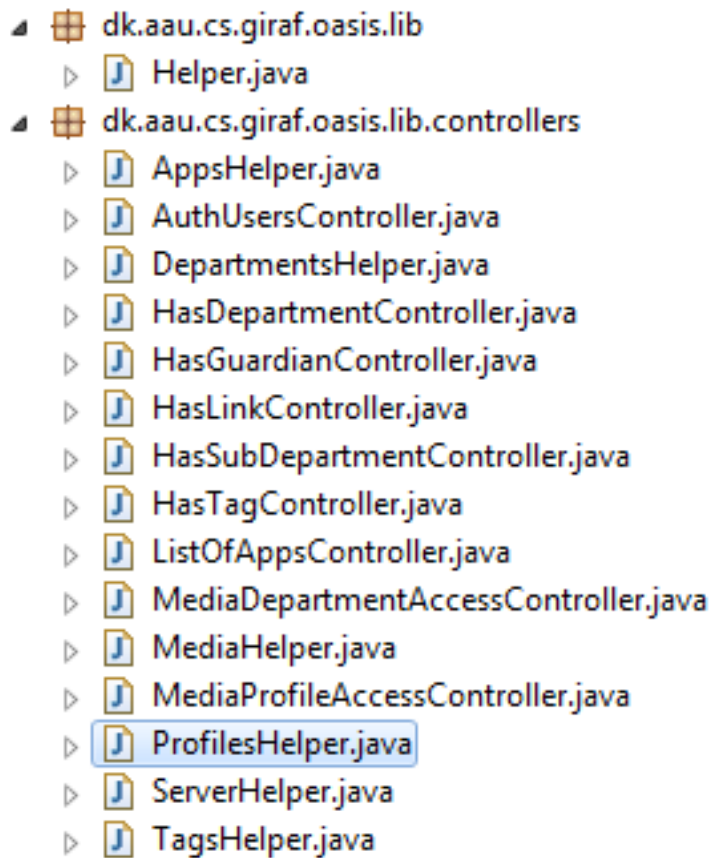 dk.aau.cs.giraf.oasis.lib
Helper.java
dk.aau.cs.giraf.oasis.lib.controllers
AppsHelper.java
AuthUsersController.java
DepartmentsHelper.java
HasDepartmentController.java
HasGuardianController.java
HasLinkController.java
HasSubDepartmentController.java
HasTagController.java
ListOfAppsController.java
MediaDepartmentAccessController.java
MediaHelper.java
MediaProfileAccessController.java
ProfilesHelper.java
ServerHelper.java
TagsHelper.java